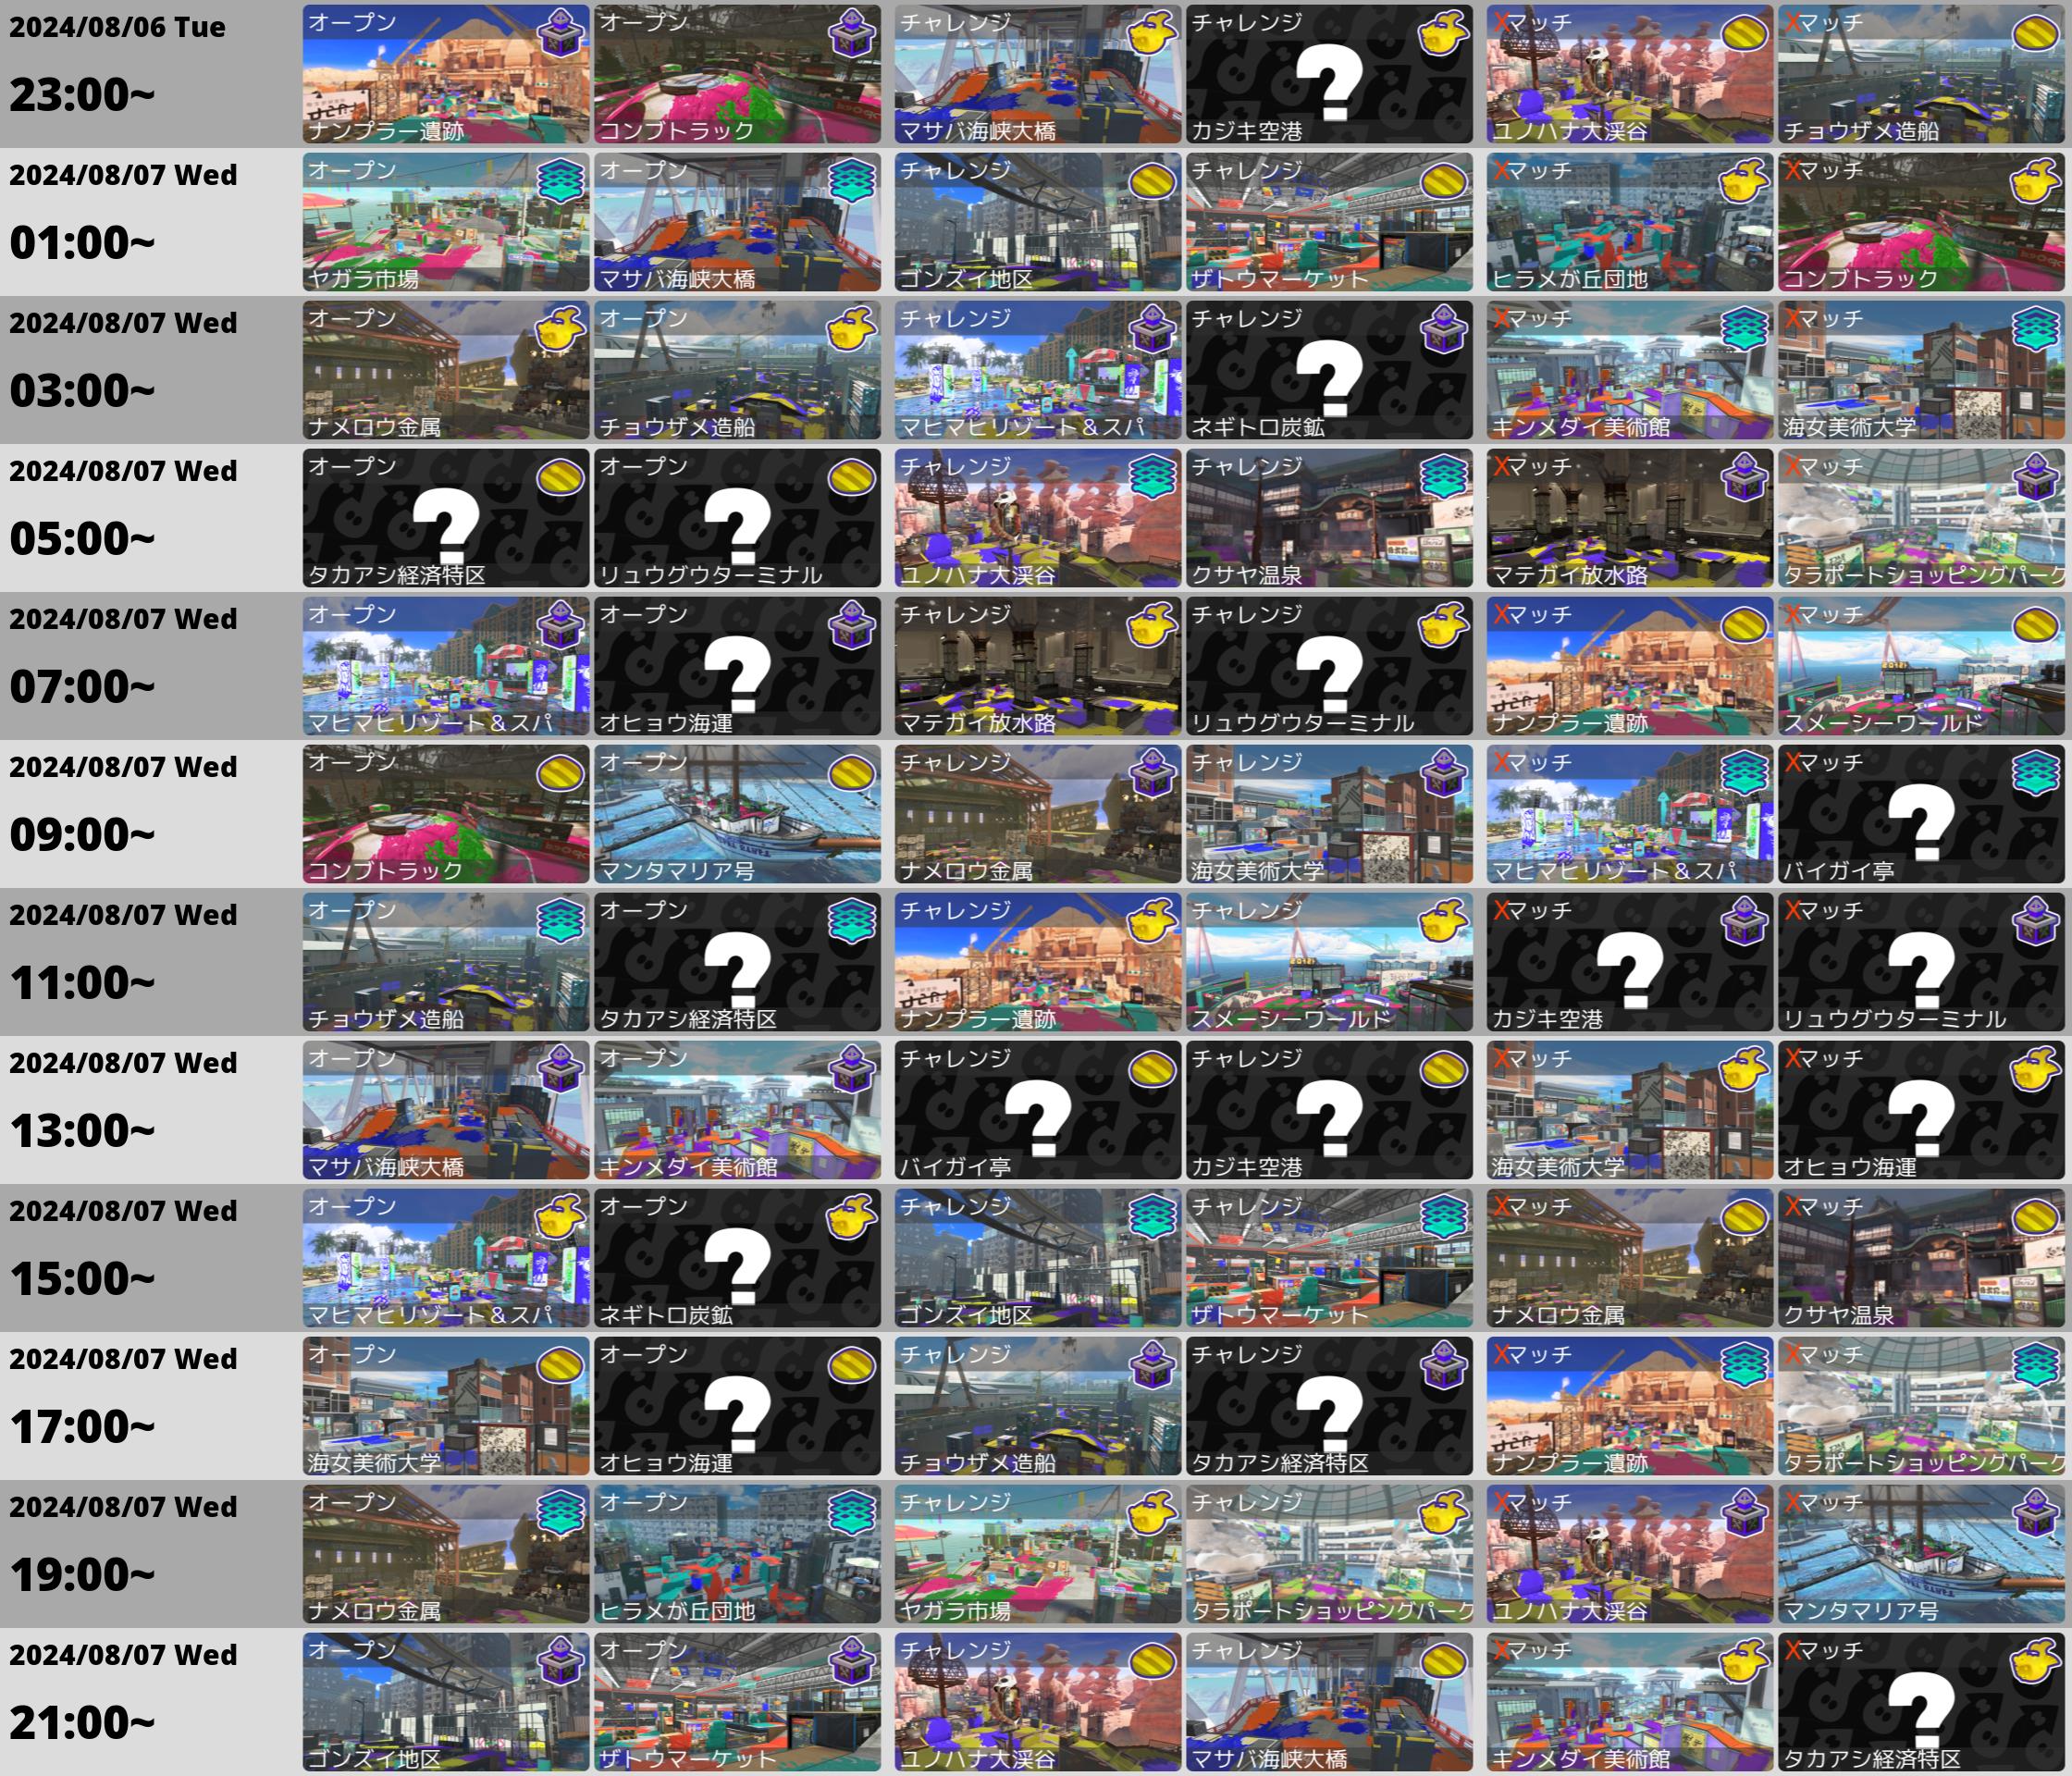 2024/08/06 Tue
23:00~
オープン
ナンプラー遺跡
オープン
コンブトラック
チャレンジ
マサバ海峡大橋
チャレンジ
カジキ空港
Xマッチ
ユノハナ大渓谷
Xマッチ
チョウザメ造船
2024/08/07 Wed
01:00~
オープン
ヤガラ市場
オープン
マサバ海峡大橋
チャレンジ
ゴンズイ地区
チャレンジ
ザトウマーケット
Xマッチ
ヒラメが丘団地
Xマッチ
コンブトラック
2024/08/07 Wed
03:00~
オープン
ナメロウ金属
オープン
チョウザメ造船
チャレンジ
マヒマヒリゾート&スパ
チャレンジ
ネギトロ炭鉱
Xマッチ
キンメダイ美術館
Xマッチ
海女美術大学
2024/08/07 Wed
05:00~
オープン
タカアシ経済特区
オープン
リュウグウターミナル
チャレンジ
ユノハナ大渓谷
チャレンジ
クサヤ温泉
Xマッチ
マテガイ放水路
Xマッチ
タラポートショッピングパーク
2024/08/07 Wed
07:00~
オープン
マヒマヒリゾート&スパ
オープン
オヒョウ海運
チャレンジ
マテガイ放水路
チャレンジ
リュウグウターミナル
Xマッチ
ナンプラー遺跡
Xマッチ
スメーシーワールド
2024/08/07 Wed
09:00~
オープン
コンブトラック
オープン
マンタマリア号
チャレンジ
ナメロウ金属
チャレンジ
海女美術大学
Xマッチ
マヒマヒリゾート&スパ
Xマッチ
バイガイ亭
2024/08/07 Wed
11:00~
オープン
チョウザメ造船
オープン
タカアシ経済特区
チャレンジ
ナンプラー遺跡
チャレンジ
スメーシーワールド
Xマッチ
カジキ空港
Xマッチ
リュウグウターミナル
2024/08/07 Wed
13:00~
オープン
マサバ海峡大橋
オープン
キンメダイ美術館
チャレンジ
バイガイ亭
チャレンジ
カジキ空港
Xマッチ
海女美術大学
Xマッチ
オヒョウ海運
2024/08/07 Wed
15:00~
オープン
マヒマヒリゾート&スパ
オープン
ネギトロ炭鉱
チャレンジ
ゴンズイ地区
チャレンジ
ザトウマーケット
Xマッチ
ナメロウ金属
Xマッチ
クサヤ温泉
2024/08/07 Wed
17:00~
オープン
海女美術大学
オープン
オヒョウ海運
チャレンジ
チョウザメ造船
チャレンジ
タカアシ経済特区
Xマッチ
ナンプラー遺跡
Xマッチ
タラポートショッピングパーク
2024/08/07 Wed
19:00~
オープン
ナメロウ金属
オープン
ヒラメが丘団地
チャレンジ
ヤガラ市場
チャレンジ
タラポートショッピングパーク
Xマッチ
ユノハナ大渓谷
Xマッチ
マンタマリア号
2024/08/07 Wed
21:00~
オープン
ゴンズイ地区
オープン
ザトウマーケット
チャレンジ
ユノハナ大渓谷
チャレンジ
マサバ海峡大橋
Xマッチ
キンメダイ美術館
Xマッチ
タカアシ経済特区